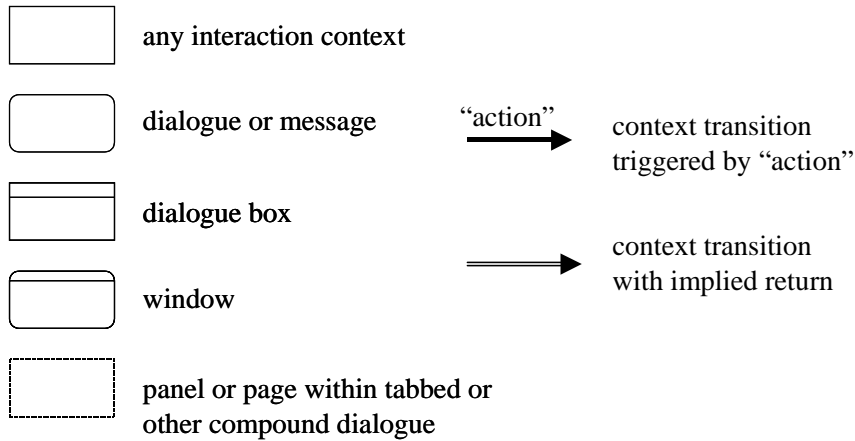 any interaction context
dialogue or message
dialogue box
window
panel or page within tabbed or
other compound dialogue
“action”
context transition
triggered by “action”
context transition
with implied return